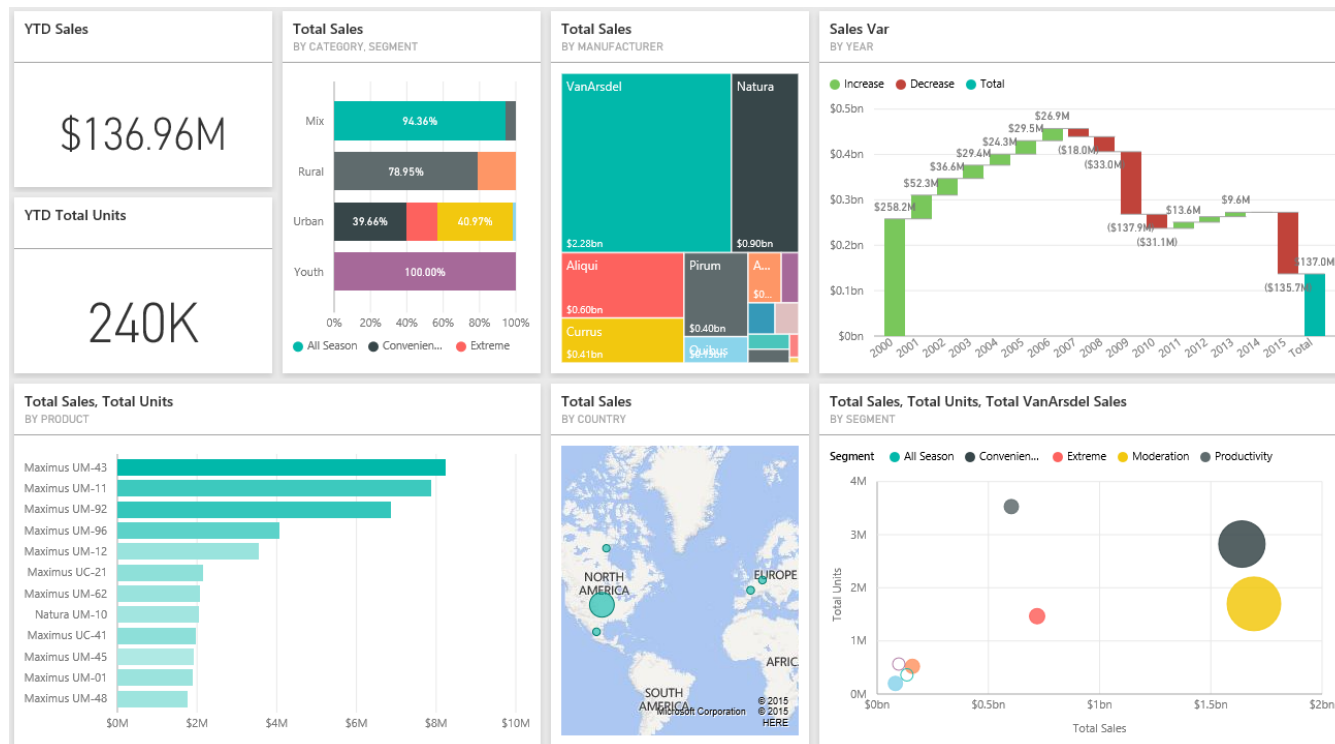 YTD Sales
$136.96M
YTD Total Units
240K
Total Sales
BY CATEGORY, SEGMENT
Mix
94.36%
Rural
78.95%
Urban
39.66%
40.97%
Youth
100.00%
0% 20% 40% 60% 80% 100%
All Season Convenien... Extreme
Total Sales
BY MANUFACTURER
VanArsdel
$2.28bn
Natura
$0.90bn
Aliqui
$0.60bn
Pirum
$0.40bn
A...
$0...
Currus
$0.41bn
Quibus
$0.15bn
Sales Var
BY YEAR
Increase Decrease Total
$0.5bn
$0.4bn
$0.3bn
$0.2bn
$0.1bn
$0bn
$258.2M
$52.3M
$36.6M
$29.4M
$24.3M
$29.5M
$26.9M
($18.0M)
($33.0M)
($137.9M)
($31.1M)
$13.6M
$9.6M
($135.7M)
$137.0M
2000 2001 2002 2003 2004 2005 2006 2007 2008 2009 2010 2011 2012 2013 2014 2015 Total
Total Sales, Total Units
BY PRODUCT
Maximus UM-43
Maximus UM-11
Maximus UM-92
Maximus UM-96
Maximus UM-12
Maximus UC-21
Maximus UM-62
Natura UM-10
Maximus UC-41
Maximus UM-45
Maximus UM-01
Maximus UM-48
$0M $2M $4M $6M $8M $10M
Total Sales
BY COUNTRY
NORTH
AMERICA
EUROPE
AFRIC
SOUTH
AMERICA
Microsoft Corporation
© 2015
© 2015
HERE
Total Sales, Total Units, Total VanArsdel Sales
BY SEGMENT
Segment All Season Convenien... Extreme Moderation Productivity
Total Units
4M
3M
2M
1M
0M
$0bn $0.5bn $1bn $1.5bn $2bn
Total Sales